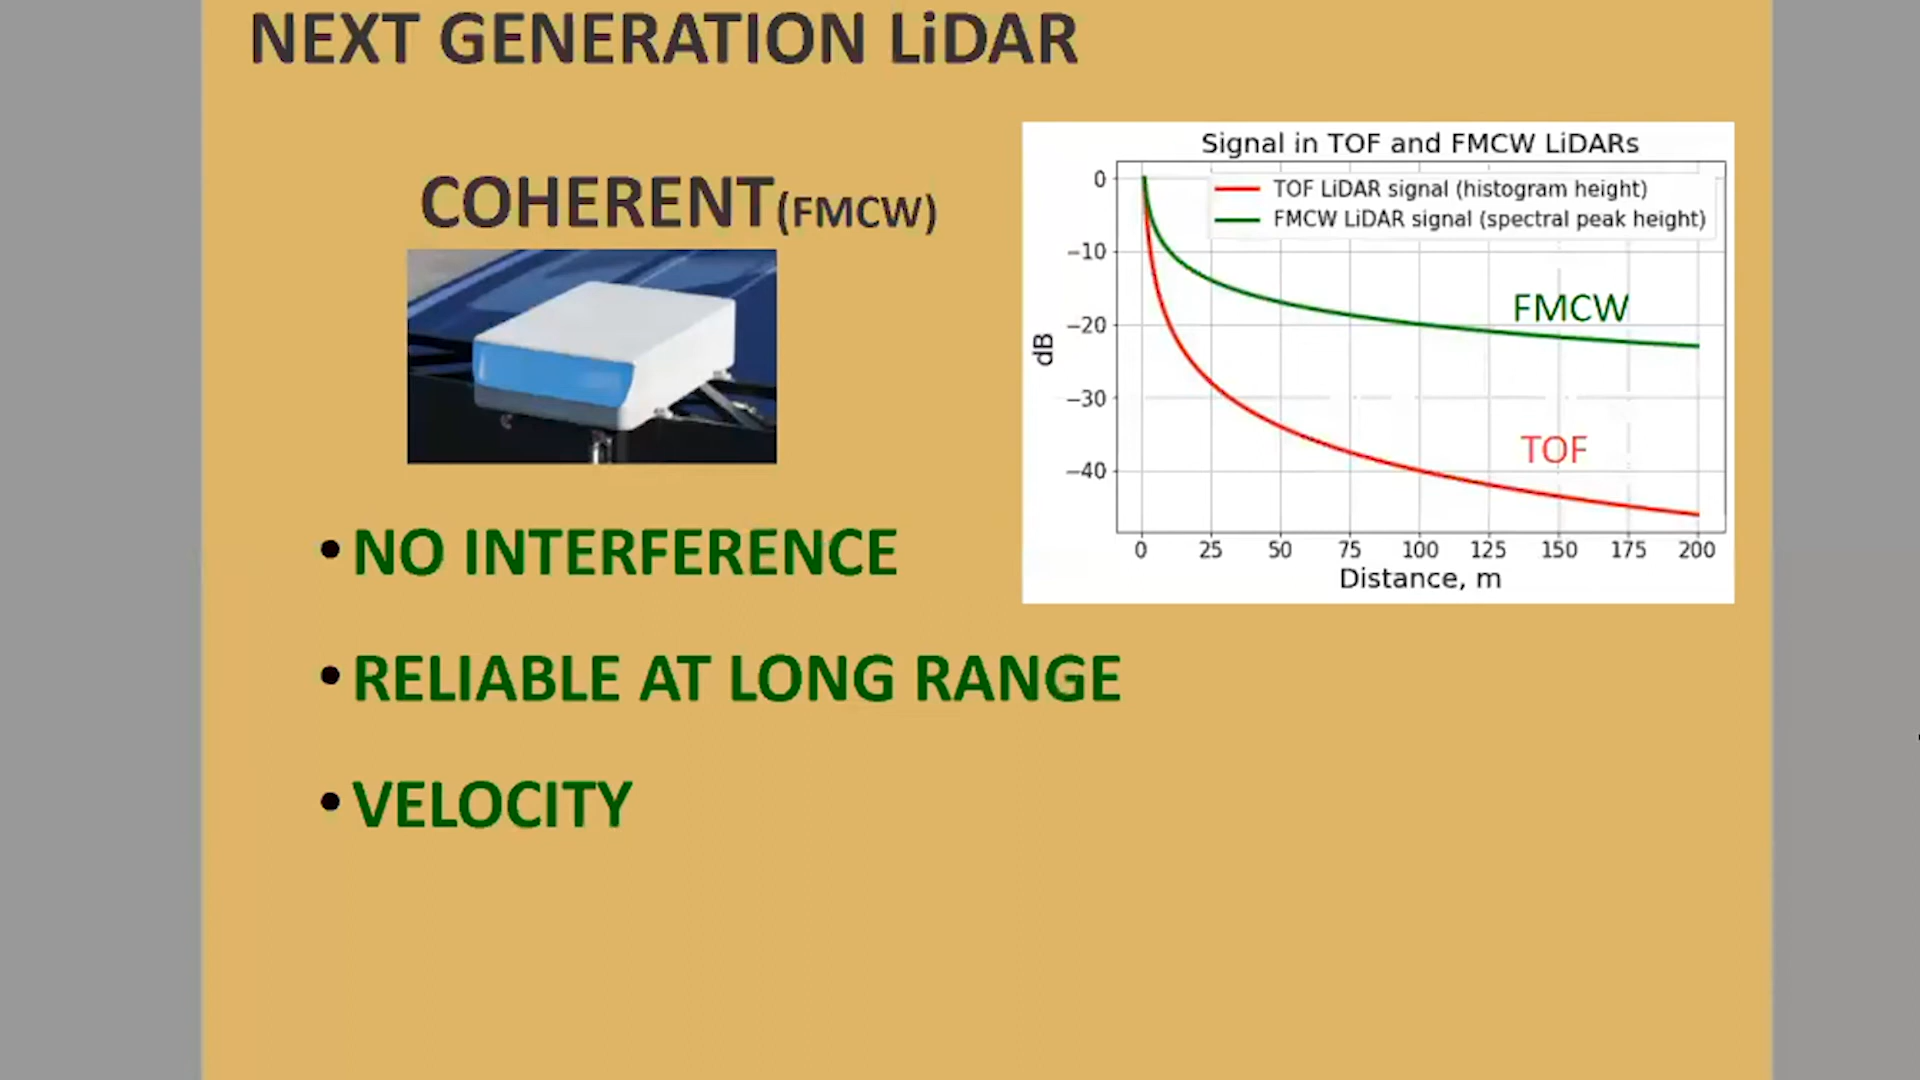 NEXT GENERATION LiDAR
COHERENT(FMCW)
• NO INTERFERENCE
• RELIABLE AT LONG RANGE
• VELOCITY
Signal in TOF and FMCW LiDARs
TOF LiDAR signal (histogram height)
FMCW LiDAR signal (spectral peak height)
FMCW
TOF
dB
0
−10
−20
−30
−40
0 25 50 75 100 125 150 175 200
Distance, m